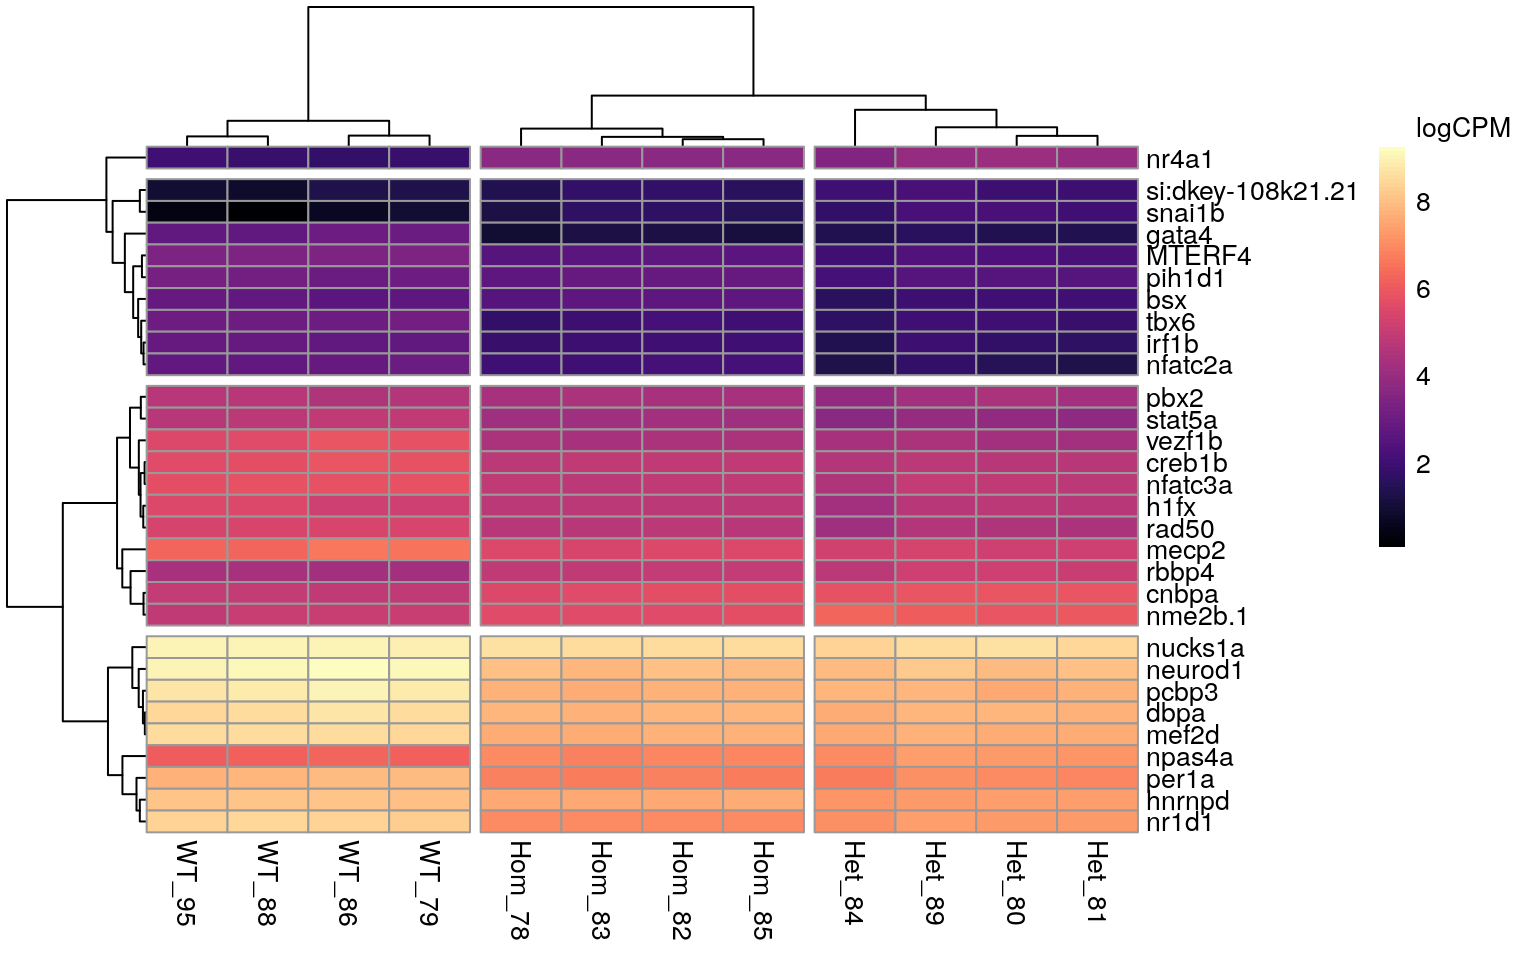 logCPM
8
6
4
2
nr4a1
si:dkey-108k21.21
snai1b
gata4
MTERF4
pih1d1
bsx
tbx6
irf1b
nfatc2a
pbx2
stat5a
vezf1b
creb1b
nfatc3a
h1fx
rad50
mecp2
rbbp4
cnbpa
nme2b.1
nucks1a
neurod1
pcbp3
dbpa
mef2d
npas4a
per1a
hnrnpd
nr1d1
WT_95
WT_88
WT_86
WT_79
Hom_78
Hom_83
Hom_82
Hom_85
Het_84
Het_89
Het_80
Het_81